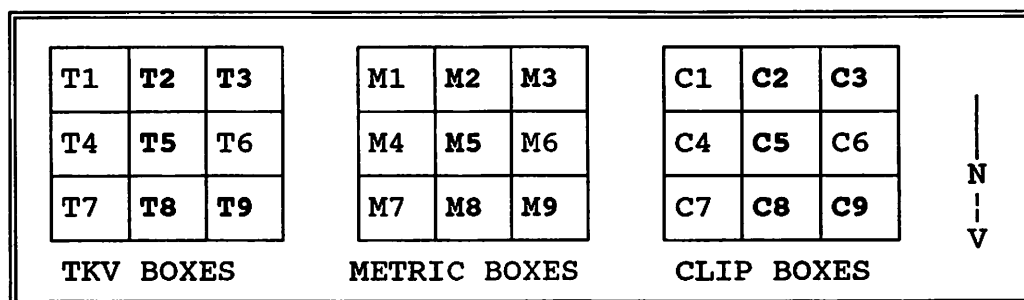 T1 T2 T3 M1 M2 M3 C1 C2 C3
T4 T5 T6 M4 M5 M6 C4 C5 C6
N
T7 T8 T9 M7 M8 M9 C7 C8 C9
V
TKV BOXES METRIC BOXES CLIP BOXES